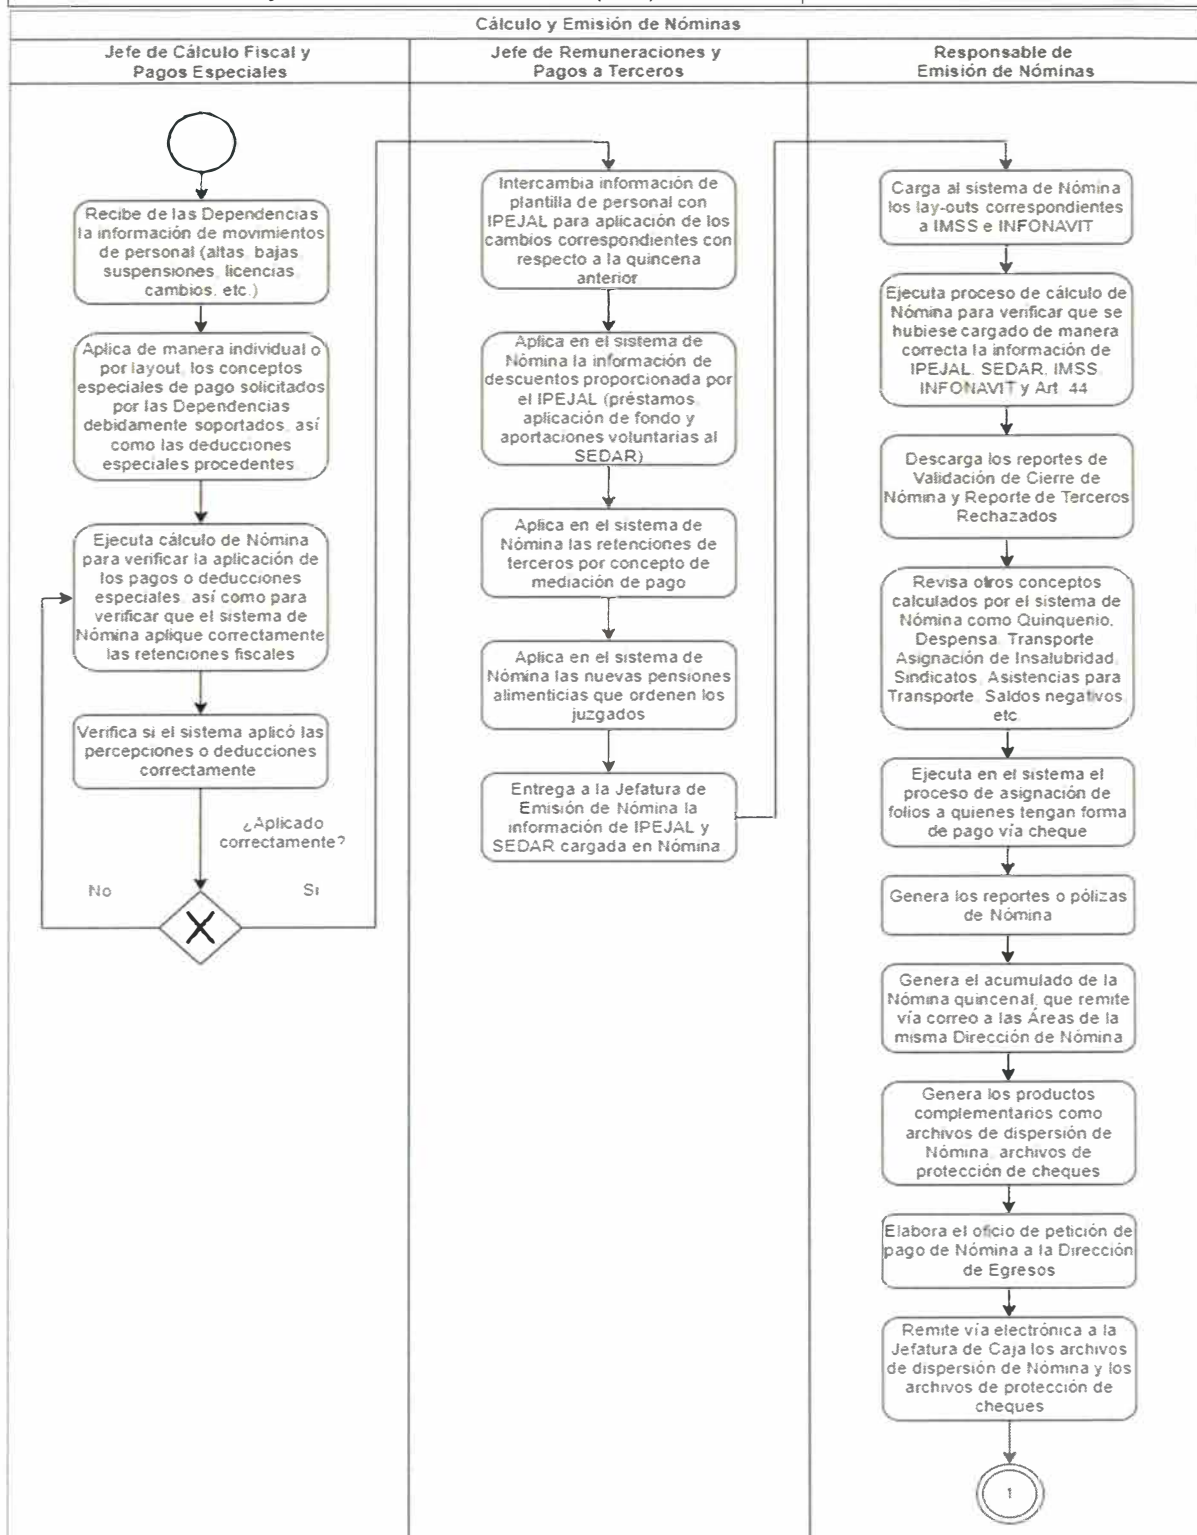 Cálculo y Emisión de Nóminas
Jefe de Cálculo Fiscal y
Pagos Especiales
Jefe de Remuneraciones y
Pagos a Terceros
Responsable de
Emisión de Nóminas
Recibe de las Dependencias
la información de movimientos
de personal (altas, bajas,
suspensiones, licencias,
cambios, etc.)
Aplica de manera individual o
por layout, los conceptos
especiales de pago solicitados
por las Dependencias
debidamente soportados, así
como las deducciones
especiales procedentes
Ejecuta cálculo de Nómina
para verificar la aplicación de
los pagos o deducciones
especiales, así como para
verificar que el sistema de
Nómina aplique correctamente
las retenciones fiscales
Verifica si el sistema aplicó las
percepciones o deducciones
correctamente
¿Aplicado
correctamente?
No
Si
Intercambia información de
plantilla de personal con
IPEJAL para aplicación de los
cambios correspondientes con
respecto a la quincena
anterior
Aplica en el sistema de
Nómina la información de
descuentos proporcionada por
el IPEJAL (préstamos,
aplicación de fondo y
aportaciones voluntarias al
SEDAR)
Aplica en el sistema de
Nómina las retenciones de
terceros por concepto de
mediación de pago
Aplica en el sistema de
Nómina las nuevas pensiones
alimenticias que ordenen los
juzgados
Entrega a la Jefatura de
Emisión de Nómina la
información de IPEJAL y
SEDAR cargada en Nómina
Carga al sistema de Nómina
los lay-outs correspondientes
a IMSS e INFONAVIT
Ejecuta proceso de cálculo de
Nómina para verificar que se
hubiese cargado de manera
correcta la información de
IPEJAL, SEDAR, IMSS,
INFONAVIT y Art. 44
Descarga los reportes de
Validación de Cierre de
Nómina y Reporte de Terceros
Rechazados
Revisa otros conceptos
calculados por el sistema de
Nómina como Quinquenio,
Despensa, Transporte,
Asignación de Insalubridad,
Sindicatos, Asistencias para
Transporte, Saldos negativos,
etc
Ejecuta en el sistema el
proceso de asignación de
folios a quienes tengan forma
de pago vía cheque
Genera los reportes o pólizas
de Nómina
Genera el acumulado de la
Nómina quincenal, que remite
vía correo a las Áreas de la
misma Dirección de Nómina
Genera los productos
complementarios como
archivos de dispersión de
Nómina, archivos de
protección de cheques
Elabora el oficio de petición de
pago de Nómina a la Dirección
de Egresos
Remite vía electrónica a la
Jefatura de Caja los archivos
de dispersión de Nómina y los
archivos de protección de
cheques
1